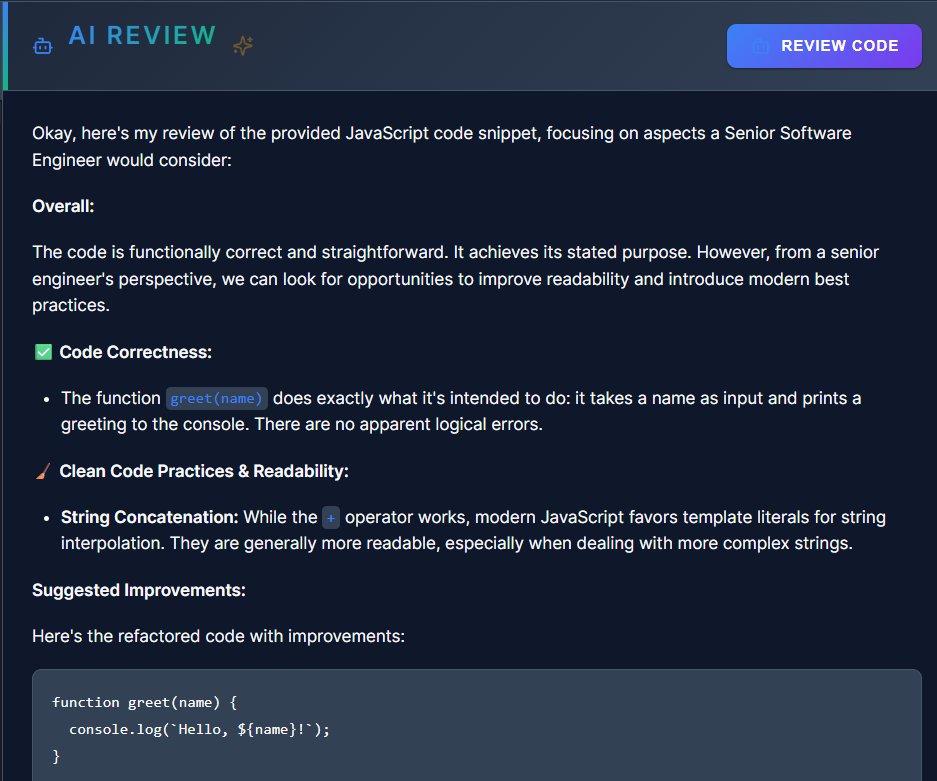 AI REVIEW
REVIEW CODE
Okay, here's my review of the provided JavaScript code snippet, focusing on aspects a Senior Software
Engineer would consider:
Overall:
The code is functionally correct and straightforward. It achieves its stated purpose. However, from a senior
engineer's perspective, we can look for opportunities to improve readability and introduce modern best
practices.
✅ Code Correctness:
• The function greet(name) does exactly what it's intended to do: it takes a name as input and prints a
greeting to the console. There are no apparent logical errors.
🧹 Clean Code Practices & Readability:
• String Concatenation: While the + operator works, modern JavaScript favors template literals for string
interpolation. They are generally more readable, especially when dealing with more complex strings.
Suggested Improvements:
Here's the refactored code with improvements:
function greet(name) {
  console.log(`Hello, ${name}!`);
}